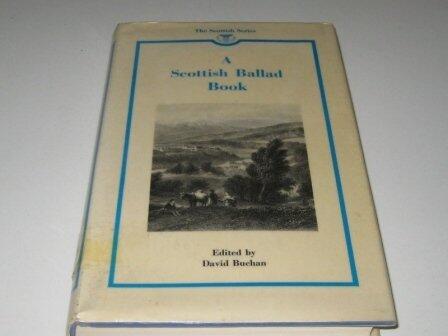 The Scottish Series
A
Scottish Ballad
Book
Edited by
David Buchan